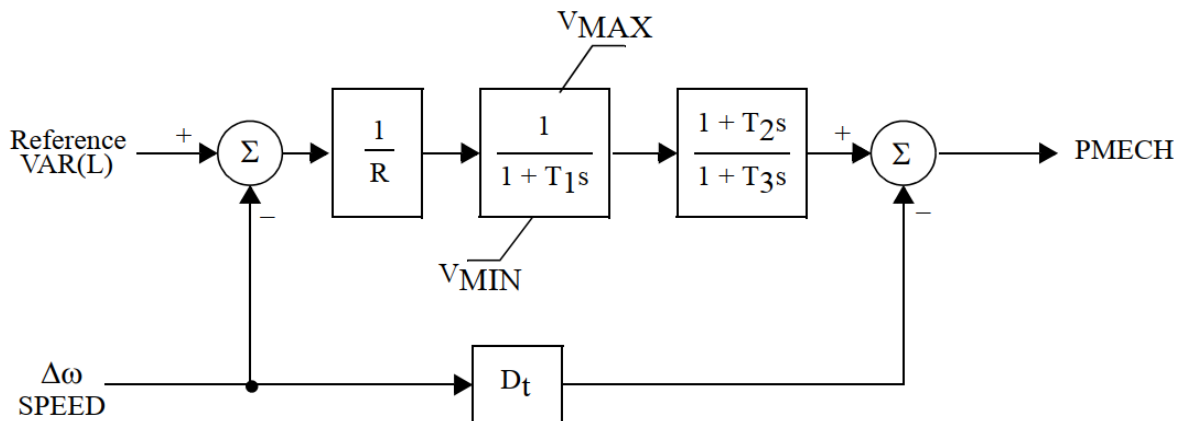 VMAX
Reference
VAR(L)
+
Σ
−
1
R
1
1 + T1s
VMIN
1 + T2s
1 + T3s
+
Σ
−
PMECH
Δω
SPEED
Dt